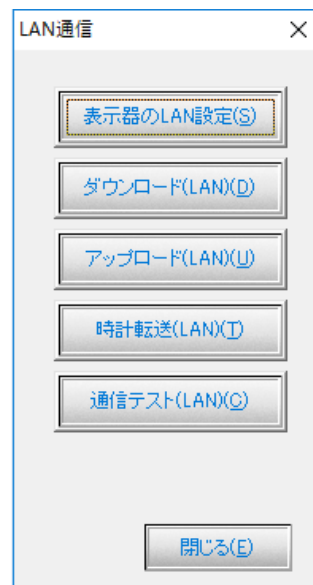 LAN通信
表示器のLAN設定(S)
ダウンロード(LAN)(D)
アップロード(LAN)(U)
時計転送(LAN)(T)
通信テスト(LAN)(C)
閉じる(E)